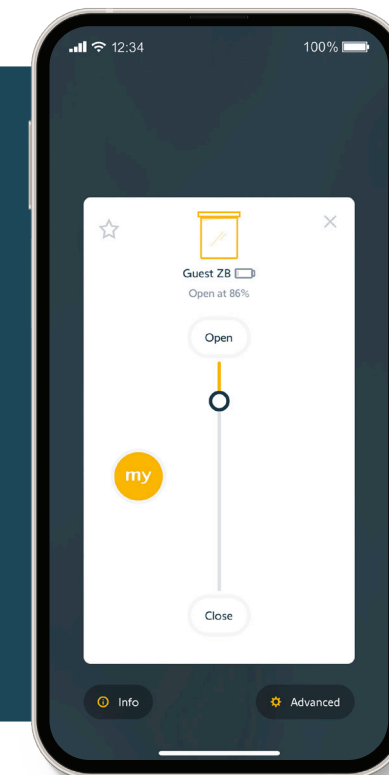 12:34
100%
Guest ZB
Open at 86%
Open
my
Close
Info
Advanced